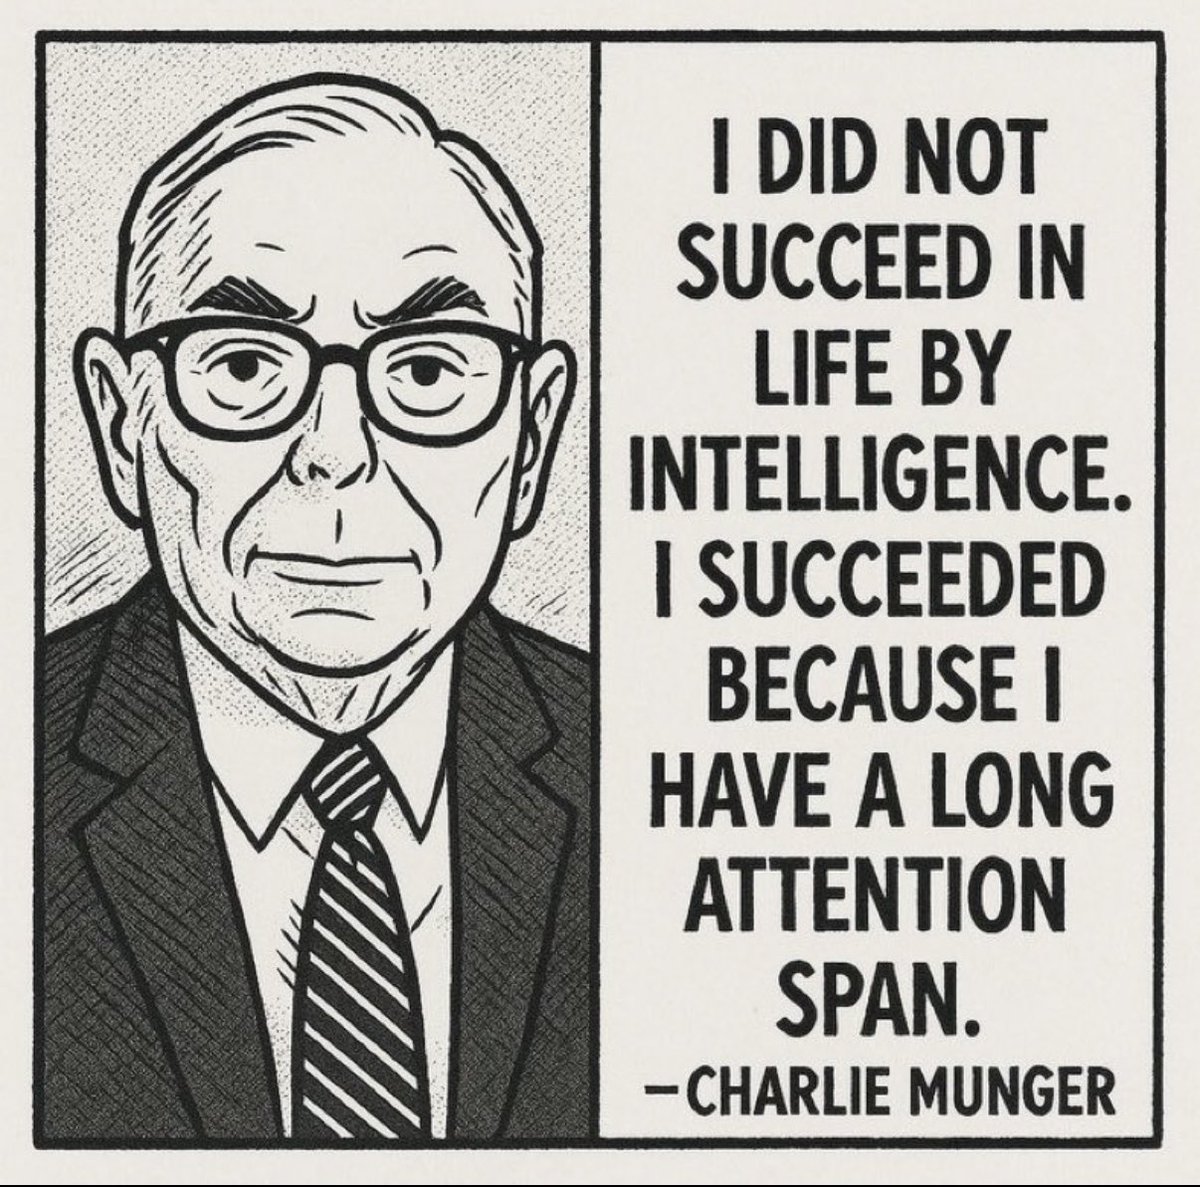 I DID NOT
SUCCEED IN
LIFE BY
INTELLIGENCE.
I SUCCEEDED
BECAUSE I
HAVE A LONG
ATTENTION
SPAN.
–CHARLIE MUNGER